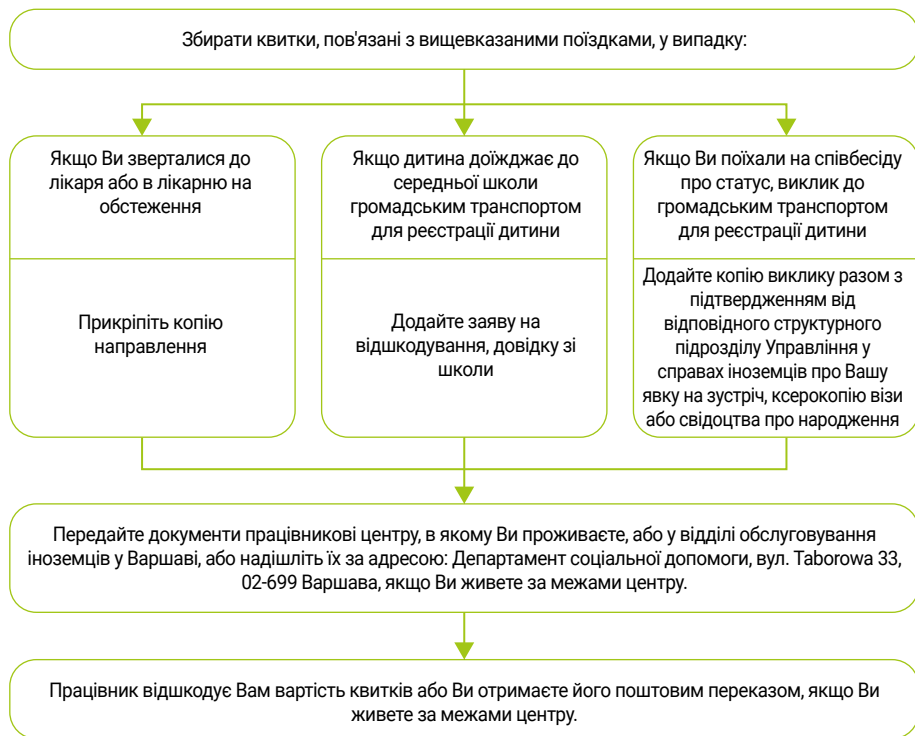 Збирати квитки, пов'язані з вищевказаними поїздками, у випадку:
Якщо Ви зверталися до
лікаря або в лікарню на
обстеження
Прикріпіть копію
направлення
Якщо дитина доїжджає до
середньої школи
громадським транспортом
для реєстрації дитини
Додайте заяву на
відшкодування, довідку зі
школи
Якщо Ви поїхали на співбесіду
про статус, виклик до
громадським транспортом
для реєстрації дитини
Додайте копію виклику разом з
підтвердженням від
відповідного структурного
підрозділу Управління у
справах іноземців про Вашу
явку на зустріч, ксерокопію візи
або свідоцтва про народження
Передайте документи працівникові центру, в якому Ви проживаєте, або у відділі обслуговування
іноземців у Варшаві, або надішліть їх за адресою: Департамент соціальної допомоги, вул. Taborowa 33,
02-699 Варшава, якщо Ви живете за межами центру.
Працівник відшкодує Вам вартість квитків або Ви отримаєте його поштовим переказом, якщо Ви
живете за межами центру.